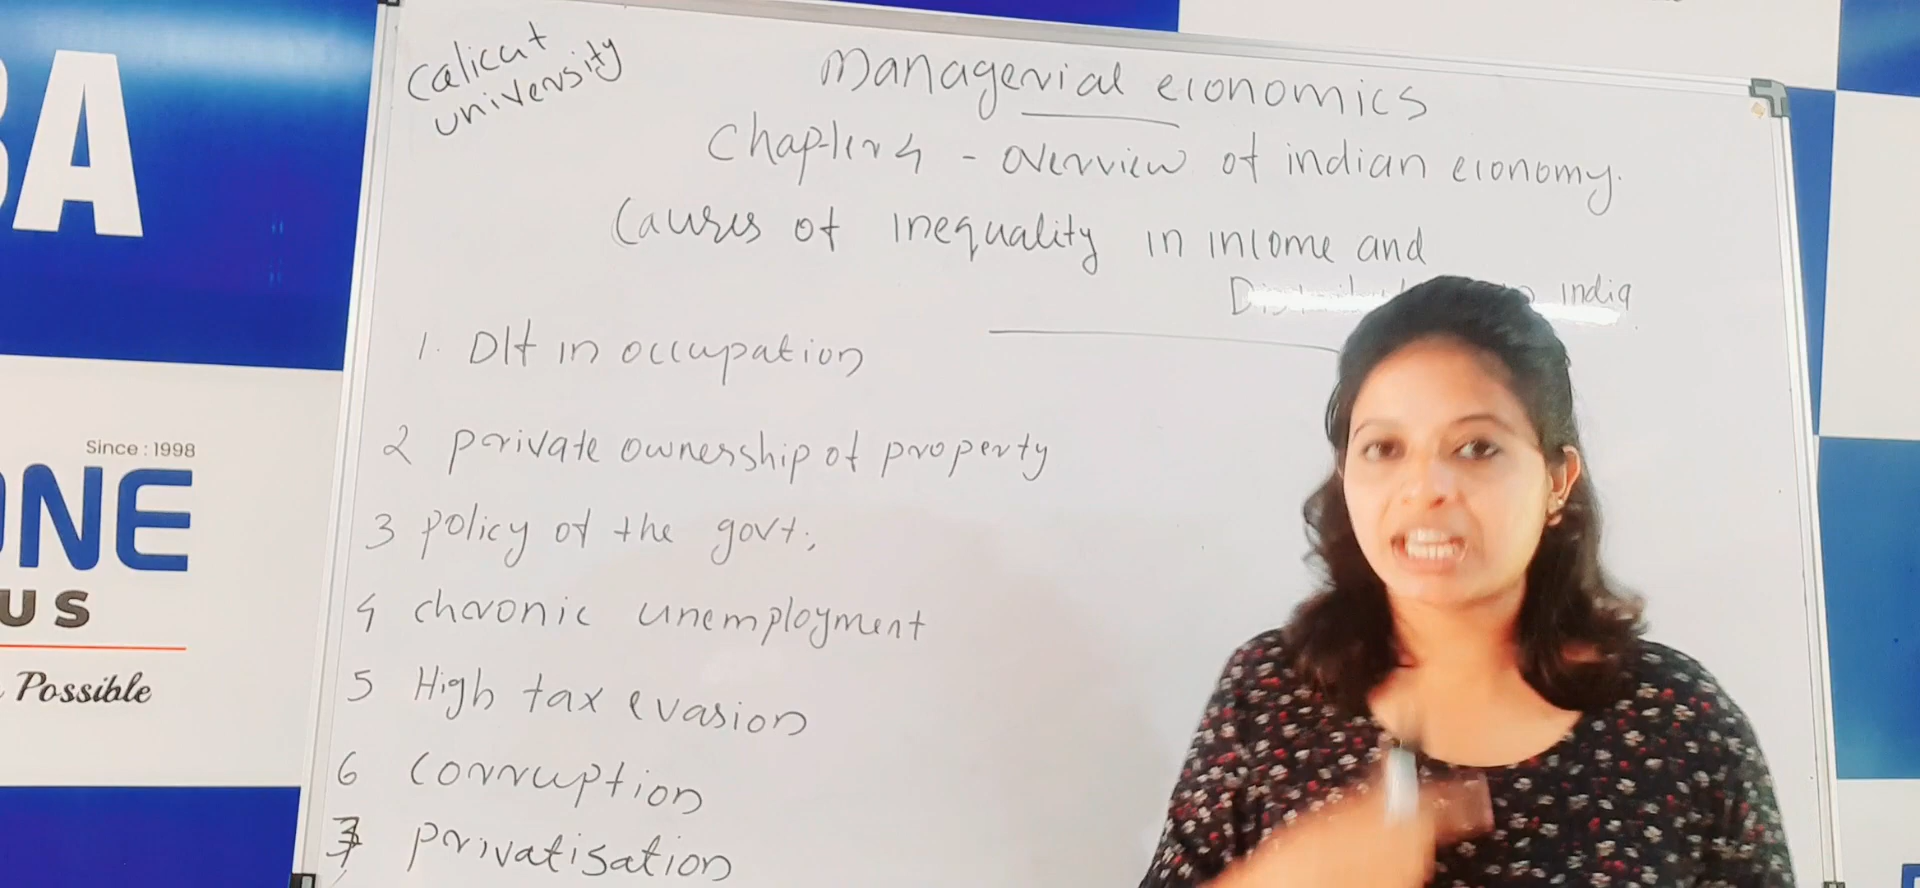 Calicut
university
Managerial economics
Chapter 4 - overview of indian economy.
Causes of inequality in income and
India
1. Diff in occupation
2 private ownership of property
3 policy of the govt;
4 chronic unemployment
5 High tax evasion
6 corruption
7, privatisation
BA
Since : 1998
ONE
US
Possible